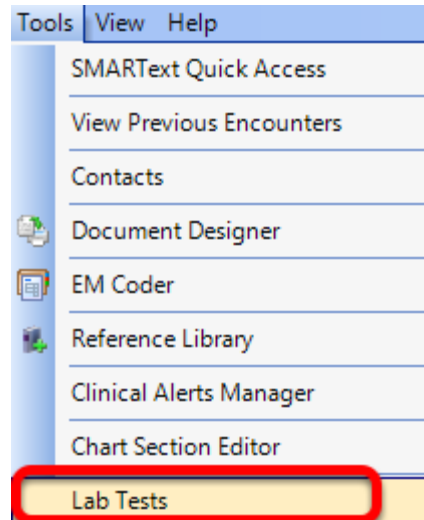 Tools View Help
SMARText Quick Access
View Previous Encounters
Contacts
Document Designer
EM Coder
Reference Library
Clinical Alerts Manager
Chart Section Editor
Lab Tests